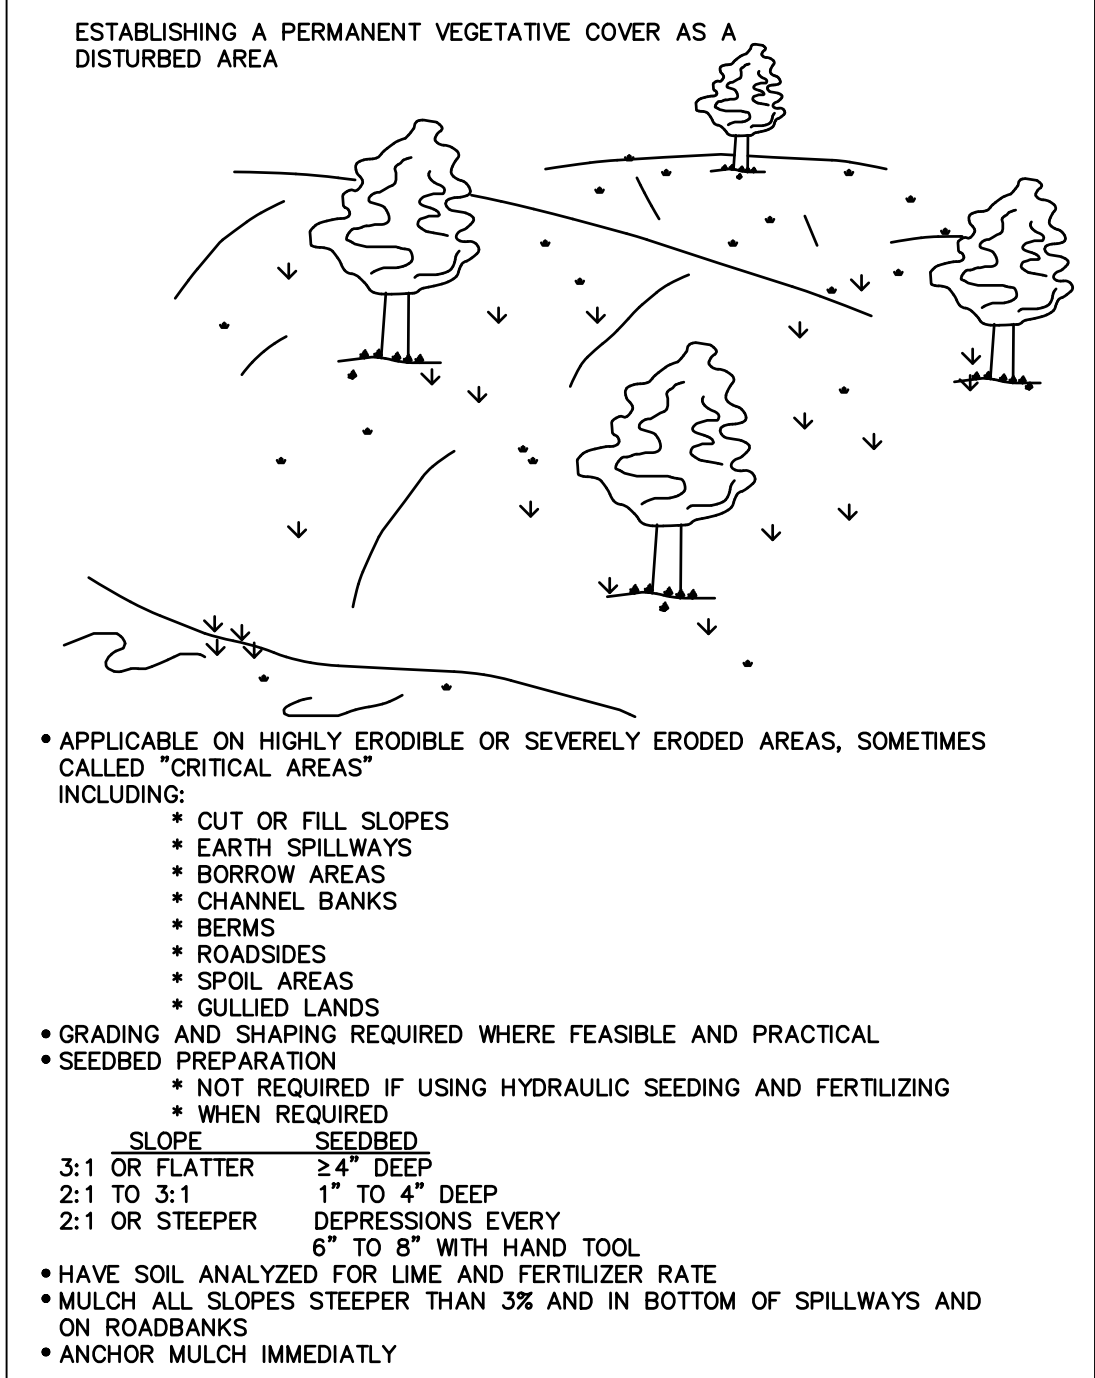 ESTABLISHING A PERMANENT VEGETATIVE COVER AS A
DISTURBED AREA
• APPLICABLE ON HIGHLY ERODIBLE OR SEVERELY ERODED AREAS, SOMETIMES
CALLED "CRITICAL AREAS"
INCLUDING:
* CUT OR FILL SLOPES
* EARTH SPILLWAYS
* BORROW AREAS
* CHANNEL BANKS
* BERMS
* ROADSIDES
* SPOIL AREAS
* GULLIED LANDS
• GRADING AND SHAPING REQUIRED WHERE FEASIBLE AND PRACTICAL
• SEEDBED PREPARATION
* NOT REQUIRED IF USING HYDRAULIC SEEDING AND FERTILIZING
* WHEN REQUIRED
SLOPE SEEDBED
3:1 OR FLATTER ≥4" DEEP
2:1 TO 3:1 1" TO 4" DEEP
2:1 OR STEEPER DEPRESSIONS EVERY
6" TO 8" WITH HAND TOOL
• HAVE SOIL ANALYZED FOR LIME AND FERTILIZER RATE
• MULCH ALL SLOPES STEEPER THAN 3% AND IN BOTTOM OF SPILLWAYS AND
ON ROADBANKS
• ANCHOR MULCH IMMEDIATLY